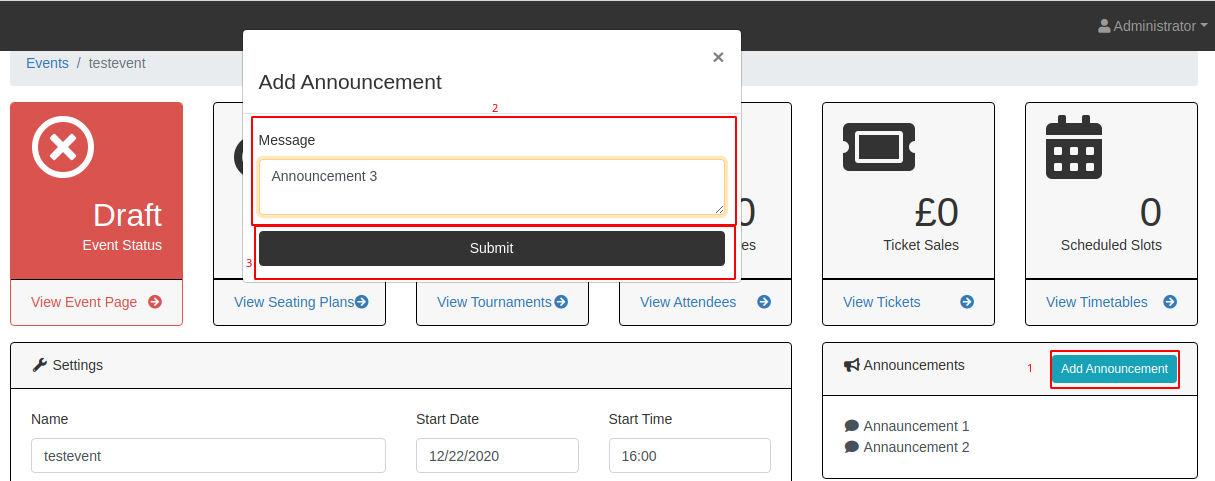 Administrator
Events / testevent
×
Add Announcement
2
Message
Announcement 3
Submit
3
Draft
Event Status
0
es
£0
Ticket Sales
0
Scheduled Slots
View Event Page
View Seating Plans
View Tournaments
View Attendees
View Tickets
View Timetables
Settings
Announcements
1
Add Announcement
Name
Start Date
Start Time
testevent
12/22/2020
16:00
Annauncement 1
Annauncement 2